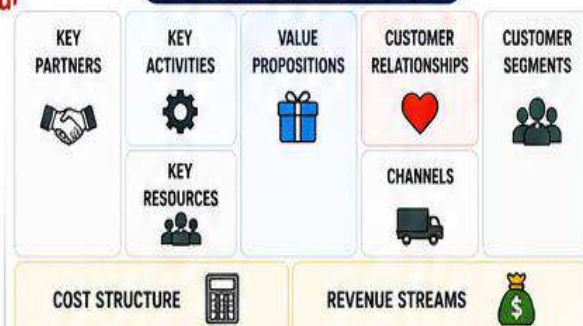 KEY
PARTNERS
KEY
ACTIVITIES
KEY
RESOURCES
VALUE
PROPOSITIONS
CUSTOMER
RELATIONSHIPS
CHANNELS
CUSTOMER
SEGMENTS
COST STRUCTURE
REVENUE STREAMS
$